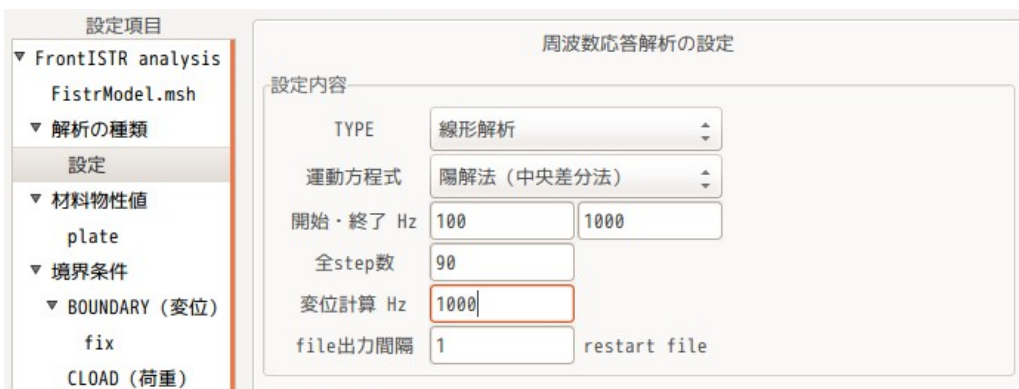 設定項目
▼ FrontISTR analysis
FistrModel.msh
▼ 解析の種類
設定
▼ 材料物性値
plate
▼ 境界条件
▼ BOUNDARY (変位)
fix
CLOAD (荷重)
周波数応答解析の設定
設定内容
TYPE 線形解析
運動方程式 陽解法 (中央差分法)
開始・終了 Hz 100 1000
全step数 90
変位計算 Hz 1000
file出力間隔 1 restart file